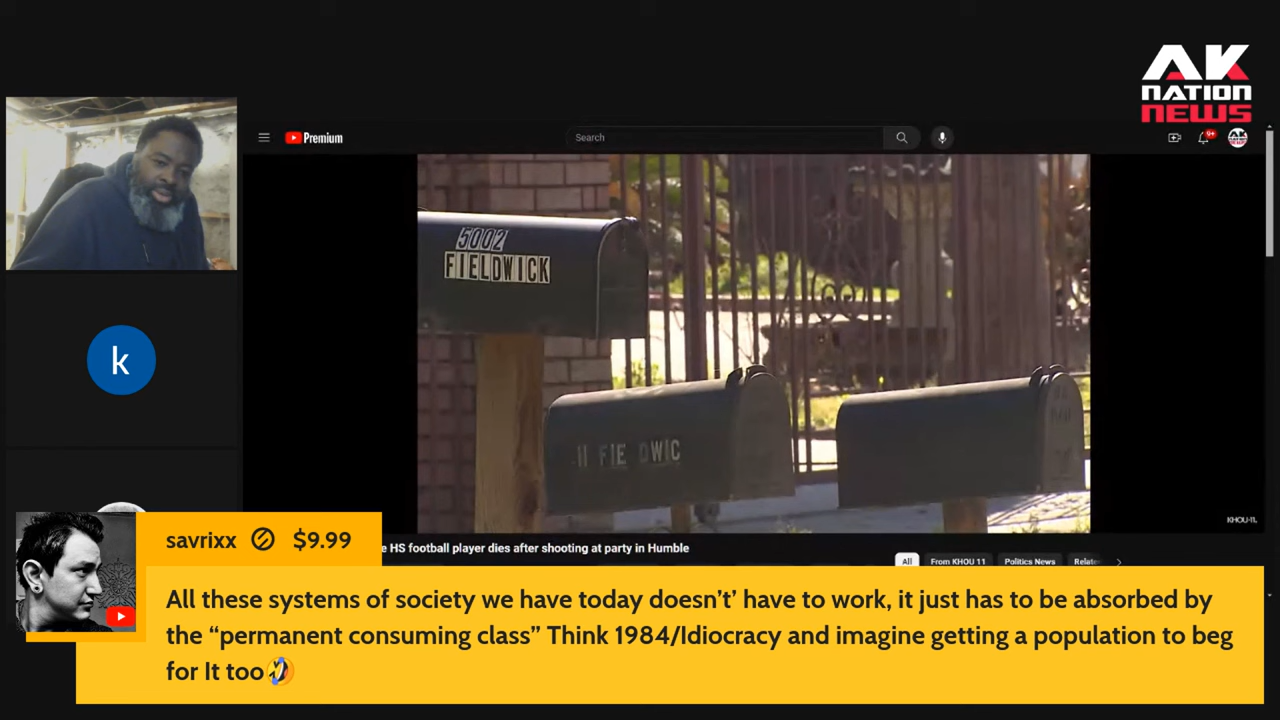 AK
NATION
NEWS
Premium
Search
9+
5002
FIELDWICK
11 FIE DWIC
k
KHOU-11.
savrixx $9.99
e HS football player dies after shooting at party in Humble
All
From KHOU 11
Politics News
Relate
All these systems of society we have today doesn’t’ have to work, it just has to be absorbed by
the “permanent consuming class” Think 1984/Idiocracy and imagine getting a population to beg
for It too🤣